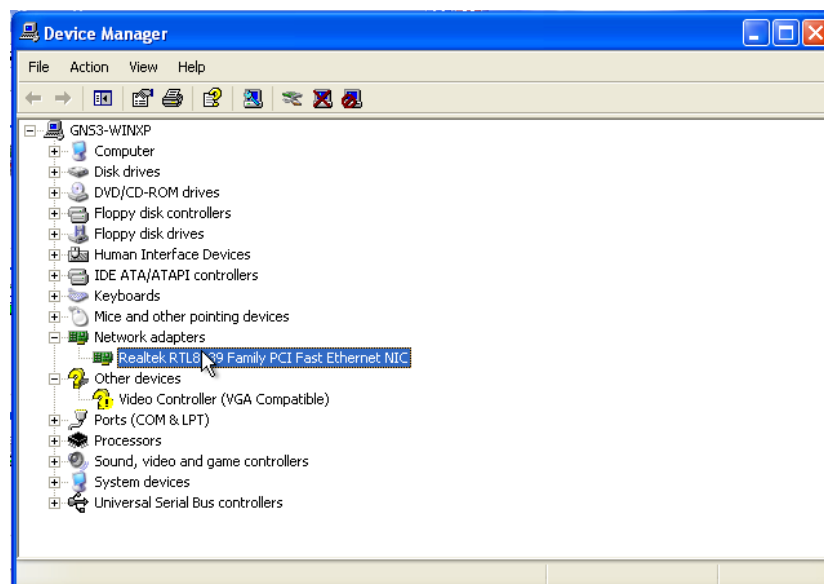 Device Manager
File Action View Help
GNS3-WINXP
Computer
Disk drives
DVD/CD-ROM drives
Floppy disk controllers
Floppy disk drives
Human Interface Devices
IDE ATA/ATAPI controllers
Keyboards
Mice and other pointing devices
Network adapters
Realtek RTL8139 Family PCI Fast Ethernet NIC
Other devices
Video Controller (VGA Compatible)
Ports (COM & LPT)
Processors
Sound, video and game controllers
System devices
Universal Serial Bus controllers